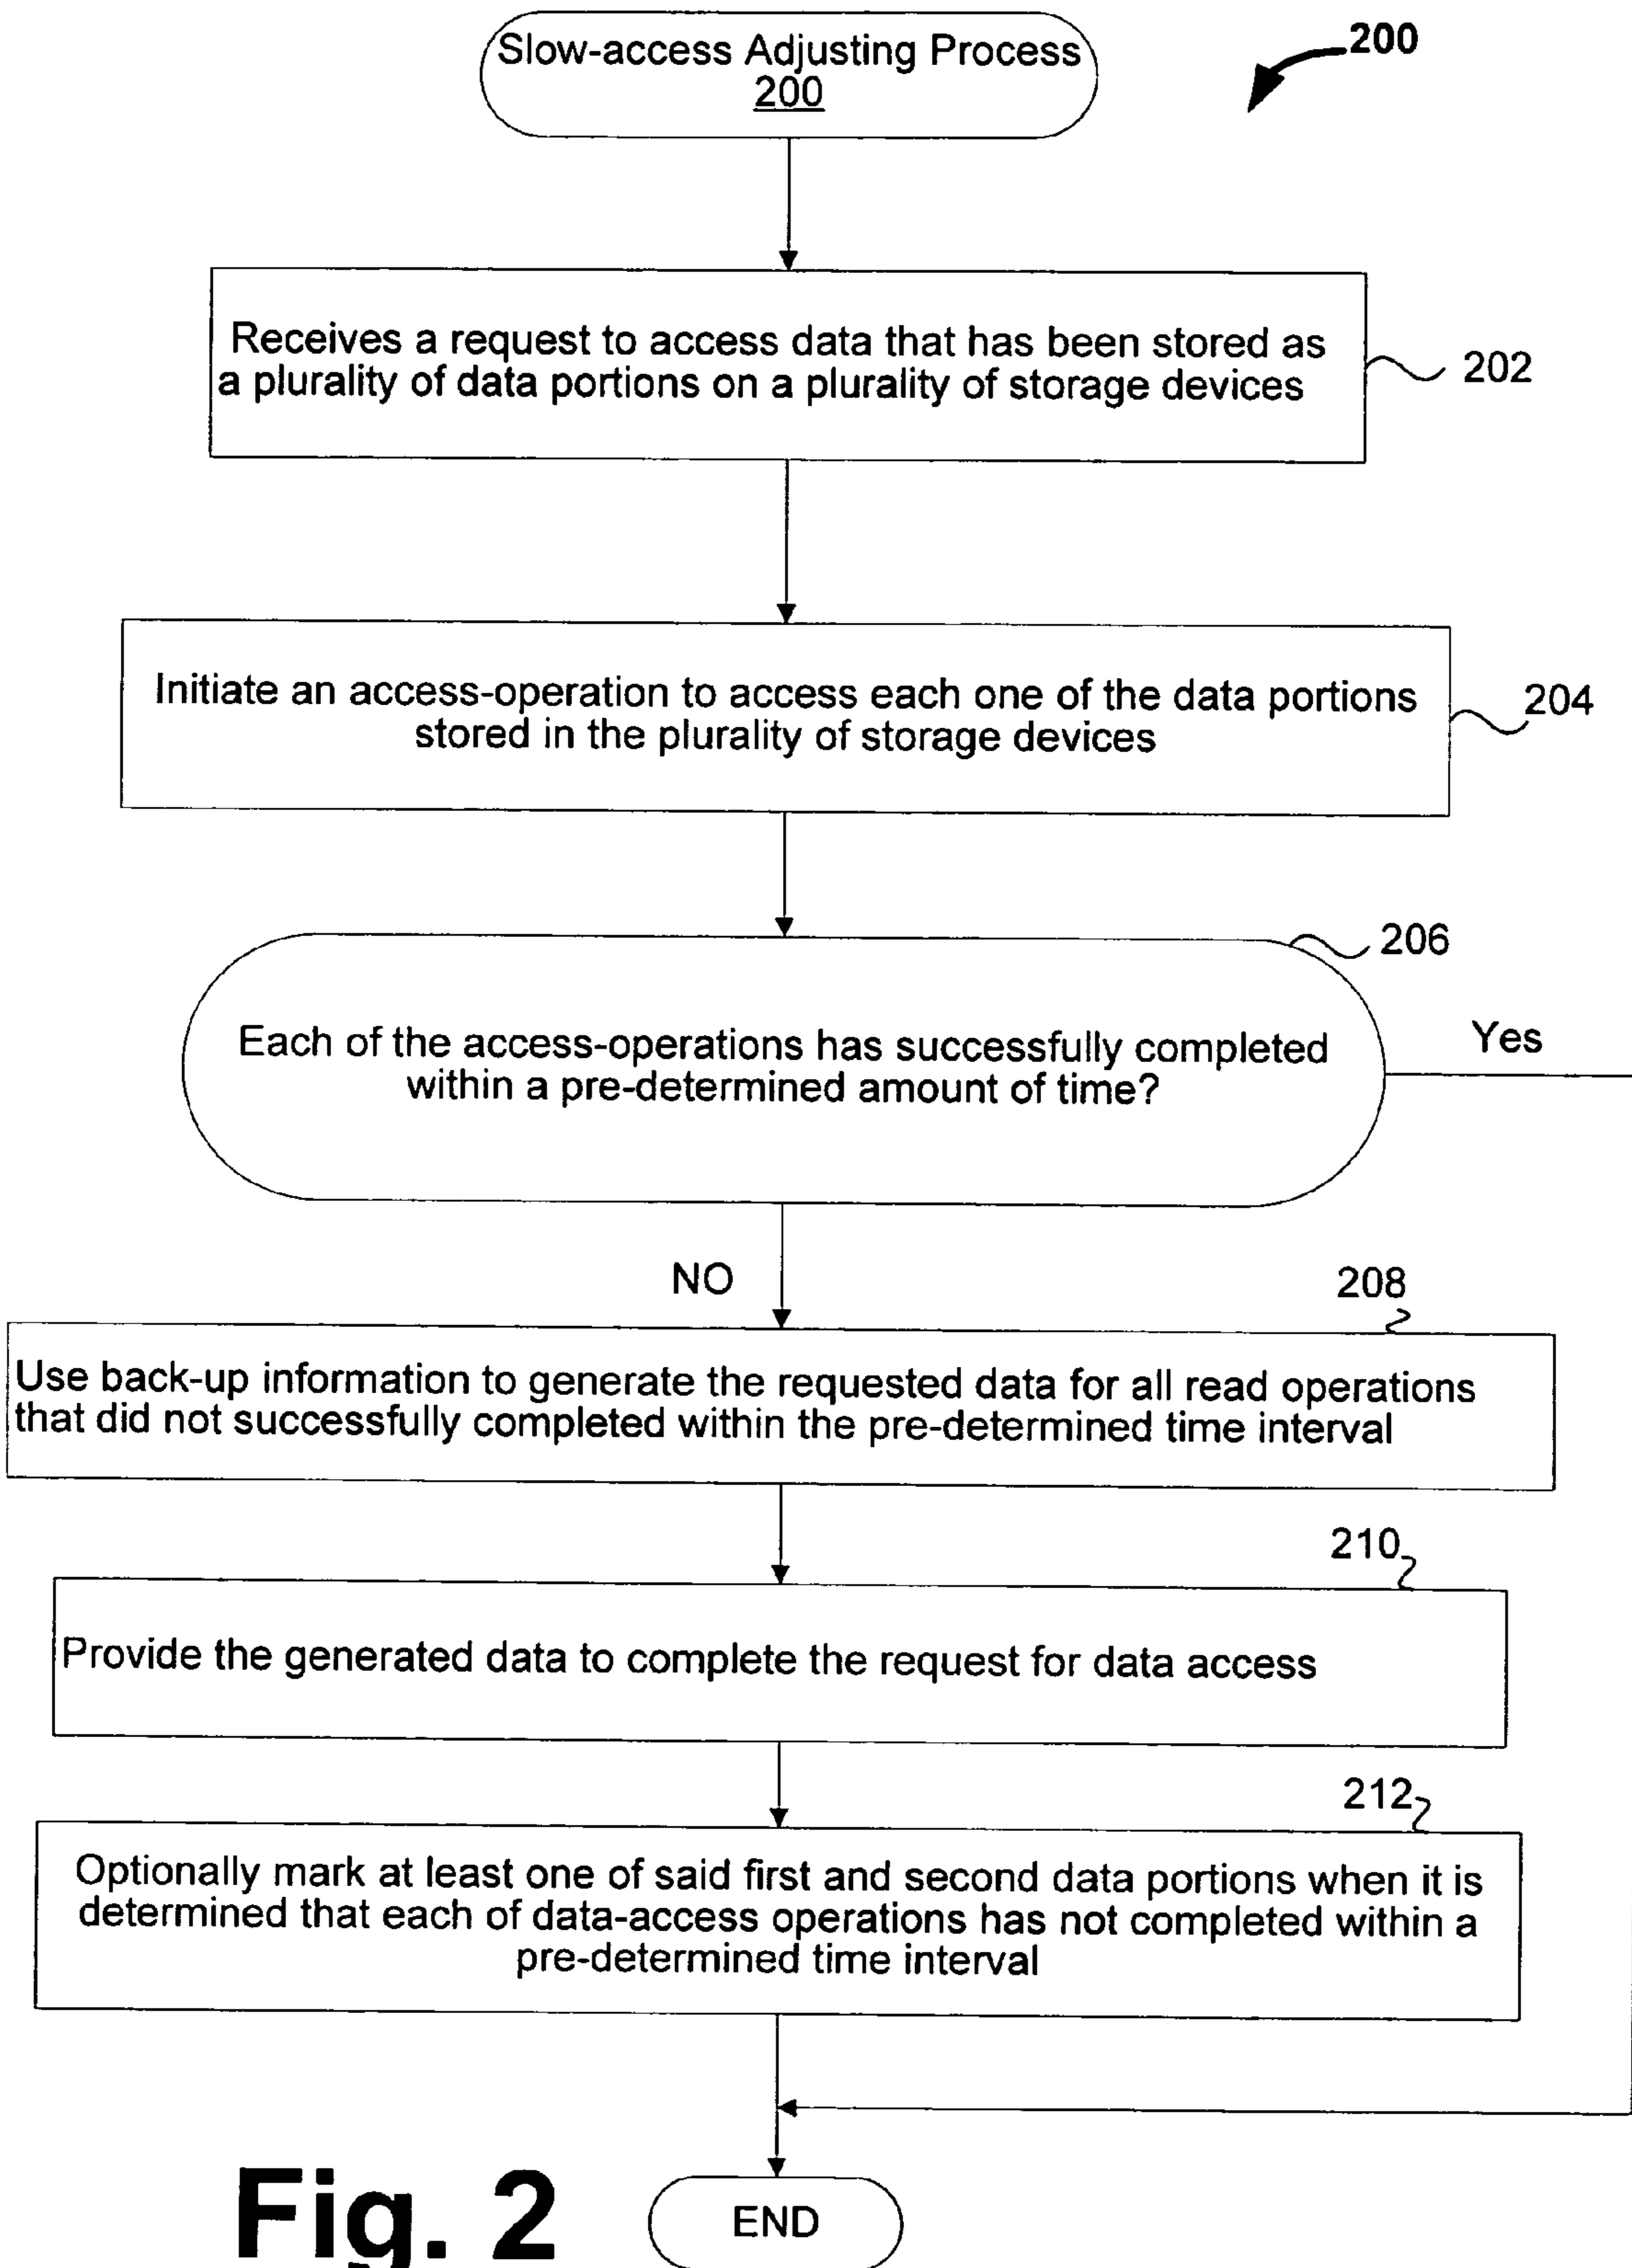 Slow-access Adjusting Process
200
200
Receives a request to access data that has been stored as
a plurality of data portions on a plurality of storage devices
202
Initiate an access-operation to access each one of the data portions
stored in the plurality of storage devices
204
206
Each of the access-operations has successfully completed
within a pre-determined amount of time?
Yes
NO
208
Use back-up information to generate the requested data for all read operations
that did not successfully completed within the pre-determined time interval
210
Provide the generated data to complete the request for data access
212
Optionally mark at least one of said first and second data portions when it is
determined that each of data-access operations has not completed within a
pre-determined time interval
Fig. 2
END